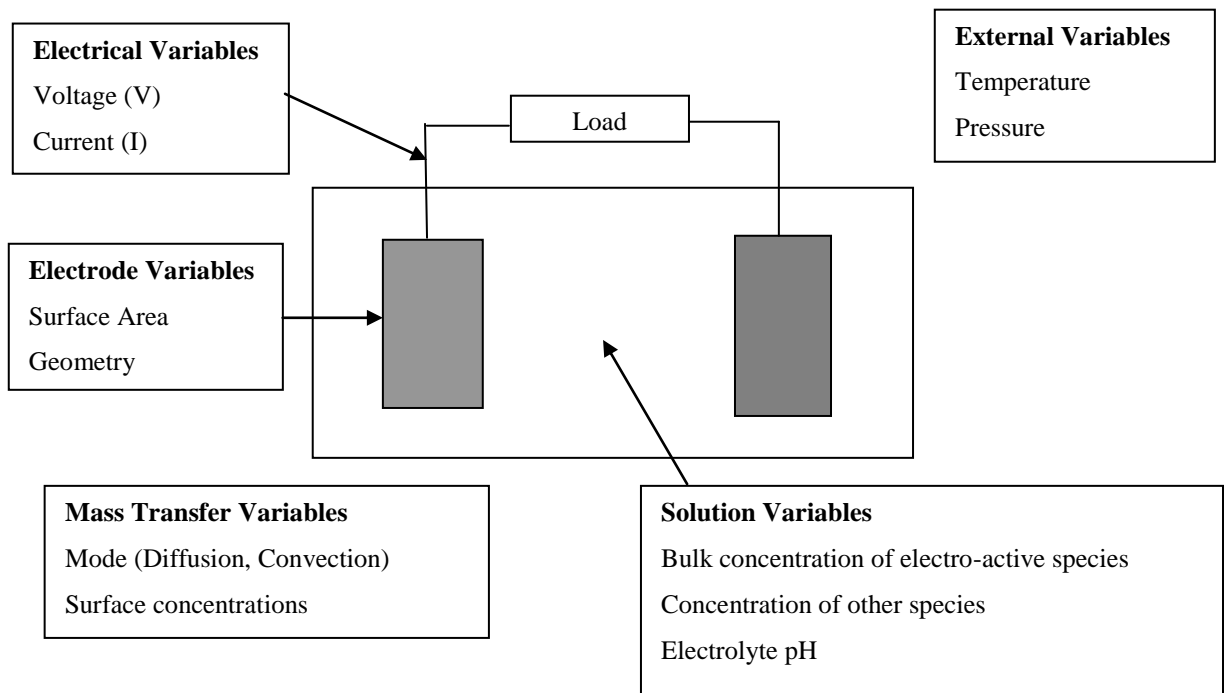 Electrical Variables
Voltage (V)
Current (I)
External Variables
Temperature
Pressure
Load
Electrode Variables
Surface Area
Geometry
Mass Transfer Variables
Mode (Diffusion, Convection)
Surface concentrations
Solution Variables
Bulk concentration of electro-active species
Concentration of other species
Electrolyte pH